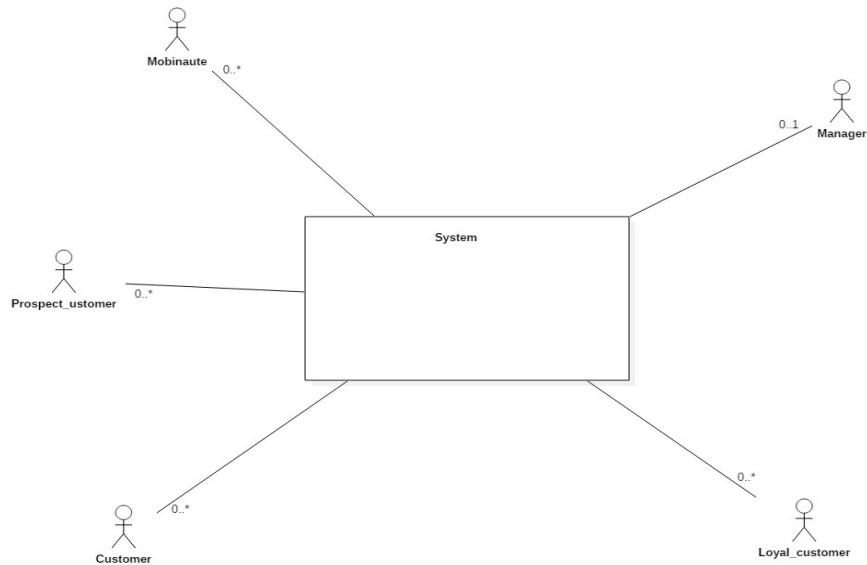 Mobinaute
0..*
0..1
Manager
System
Prospect_ustomer
0..*
0..*
Customer
0..*
Loyal_customer